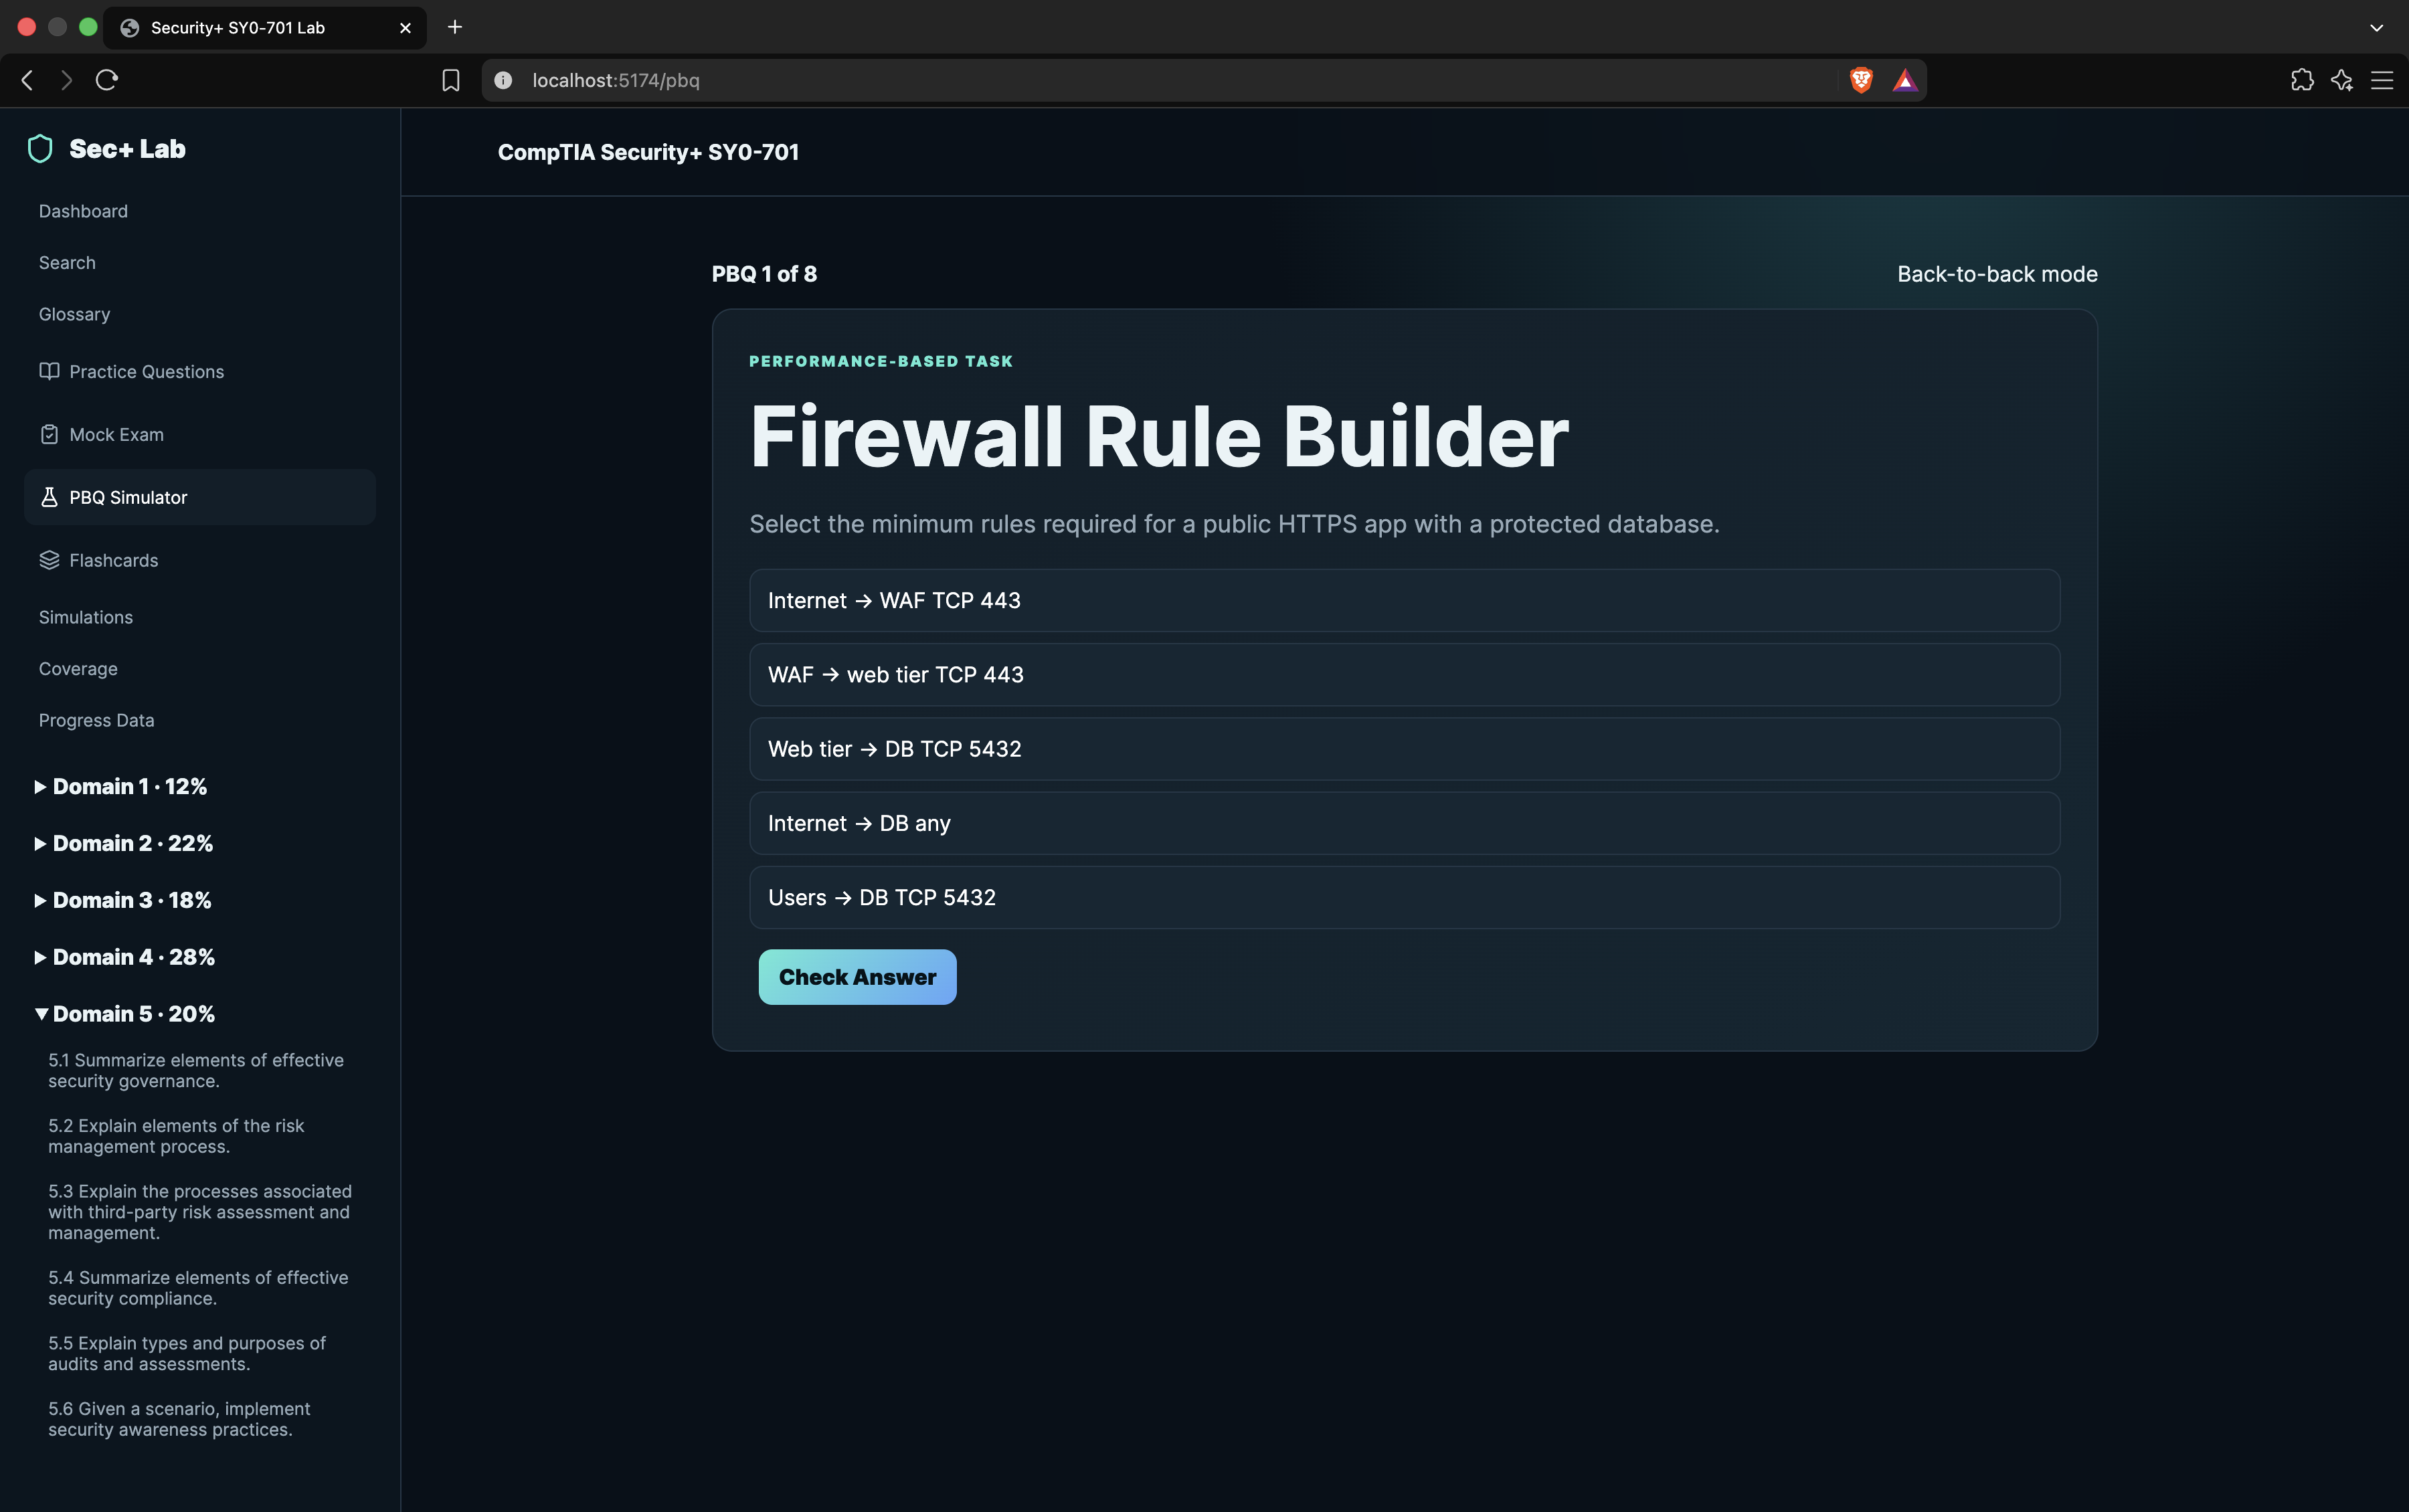 Security+ SY0-701 Lab
localhost:5174/pbq
Sec+ Lab
Dashboard
Search
Glossary
Practice Questions
Mock Exam
PBQ Simulator
Flashcards
Simulations
Coverage
Progress Data
Domain 1 · 12%
Domain 2 · 22%
Domain 3 · 18%
Domain 4 · 28%
Domain 5 · 20%
5.1 Summarize elements of effective
security governance.
5.2 Explain elements of the risk
management process.
5.3 Explain the processes associated
with third-party risk assessment and
management.
5.4 Summarize elements of effective
security compliance.
5.5 Explain types and purposes of
audits and assessments.
5.6 Given a scenario, implement
security awareness practices.
CompTIA Security+ SY0-701
PBQ 1 of 8
Back-to-back mode
PERFORMANCE-BASED TASK
Firewall Rule Builder
Select the minimum rules required for a public HTTPS app with a protected database.
Internet → WAF TCP 443
WAF → web tier TCP 443
Web tier → DB TCP 5432
Internet → DB any
Users → DB TCP 5432
Check Answer